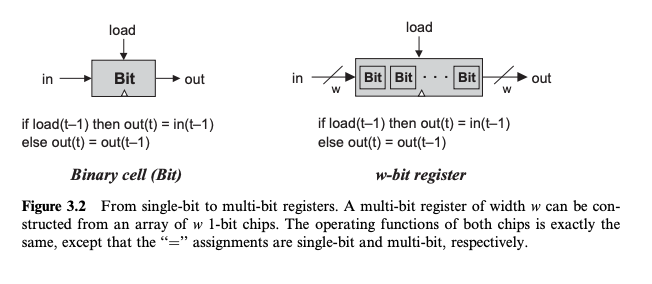 load
in
Bit
out
if load(t–1) then out(t) = in(t–1)
else out(t) = out(t–1)
Binary cell (Bit)
load
in
w
Bit Bit . . . Bit
w
out
if load(t–1) then out(t) = in(t–1)
else out(t) = out(t–1)
w-bit register
Figure 3.2 From single-bit to multi-bit registers. A multi-bit register of width w can be con-
structed from an array of w 1-bit chips. The operating functions of both chips is exactly the
same, except that the “=” assignments are single-bit and multi-bit, respectively.